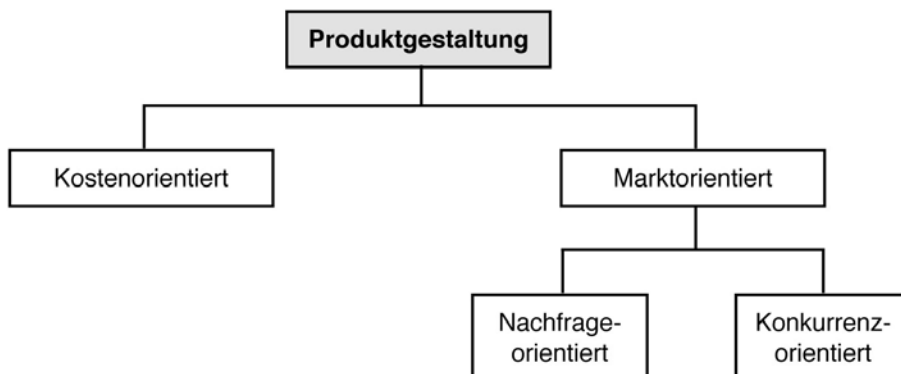 Produktgestaltung
Kostenorientiert
Marktorientiert
Nachfrage-
orientiert
Konkurrenz-
orientiert